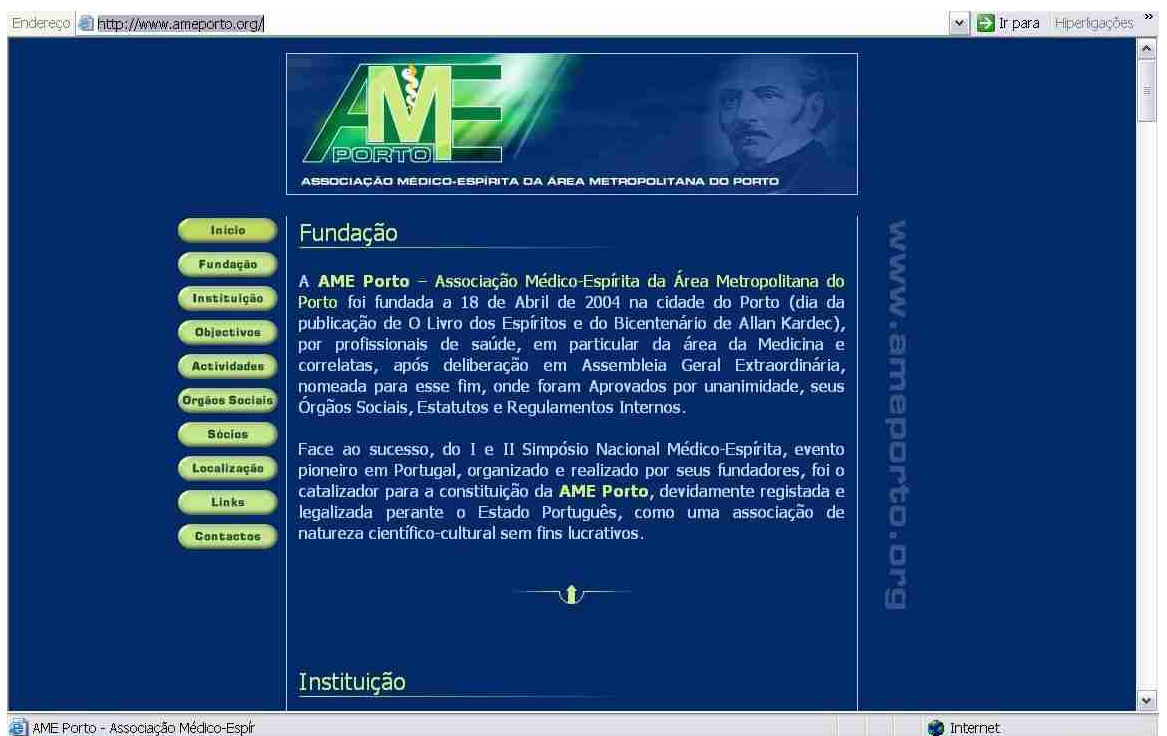 Endereço http://www.ameporto.org/ Ir para Hiperligações »
AME
PORTO
ASSOCIAÇÃO MÉDICO-ESPÍRITA DA ÁREA METROPOLITANA DO PORTO
Início
Fundação
Instituição
Objectivos
Actividades
Orgãos Sociais
Sócios
Localização
Links
Contactos
Fundação
A AME Porto – Associação Médico-Espírita da Área Metropolitana do
Porto foi fundada a 18 de Abril de 2004 na cidade do Porto (dia da
publicação de O Livro dos Espíritos e do Bicentenário de Allan Kardec),
por profissionais de saúde, em particular da área da Medicina e
correlatas, após deliberação em Assembleia Geral Extraordinária,
nomeada para esse fim, onde foram Aprovados por unanimidade, seus
Órgãos Sociais, Estatutos e Regulamentos Internos.
Face ao sucesso, do I e II Simpósio Nacional Médico-Espírita, evento
pioneiro em Portugal, organizado e realizado por seus fundadores, foi o
catalizador para a constituição da AME Porto, devidamente registada e
legalizada perante o Estado Português, como uma associação de
natureza científico-cultural sem fins lucrativos.
Instituição
www.ameporto.org
AME Porto - Associação Médico-Espír Internet